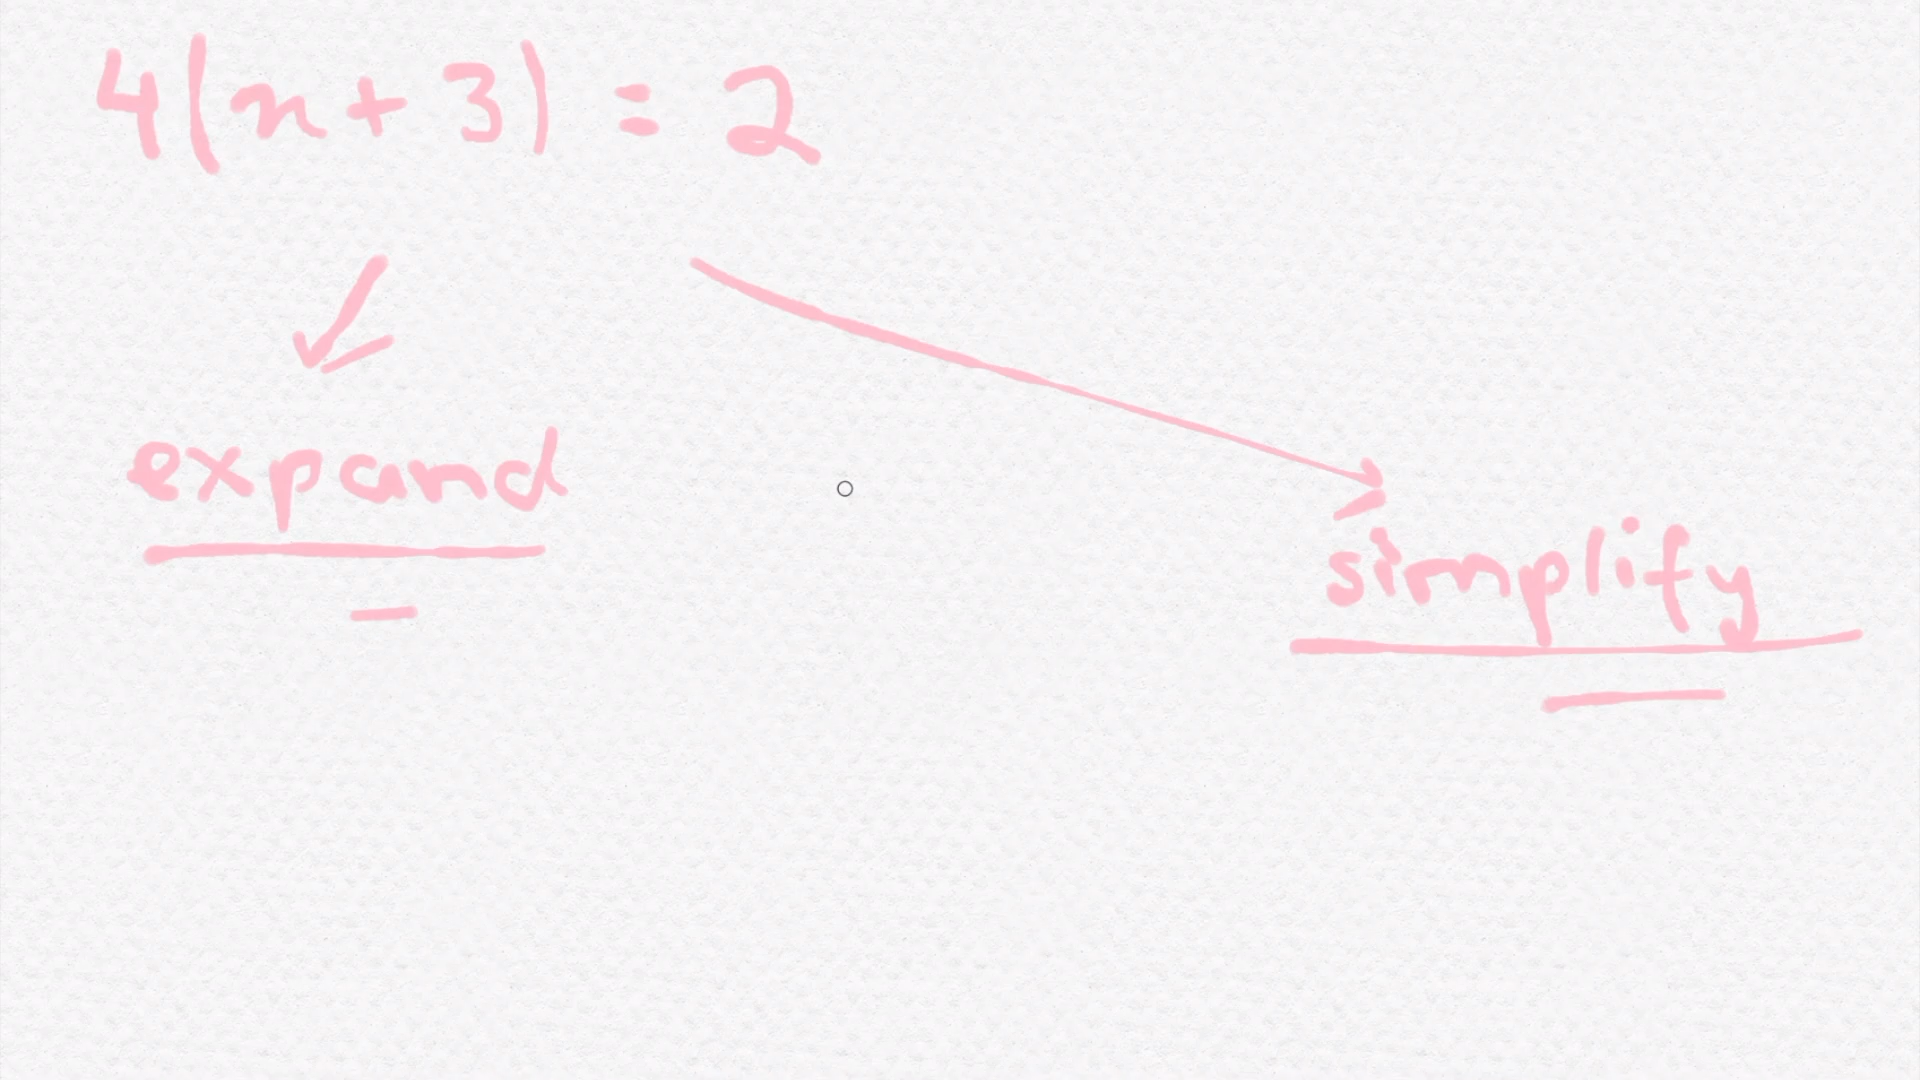 4(x + 3) = 2
expand
simplify